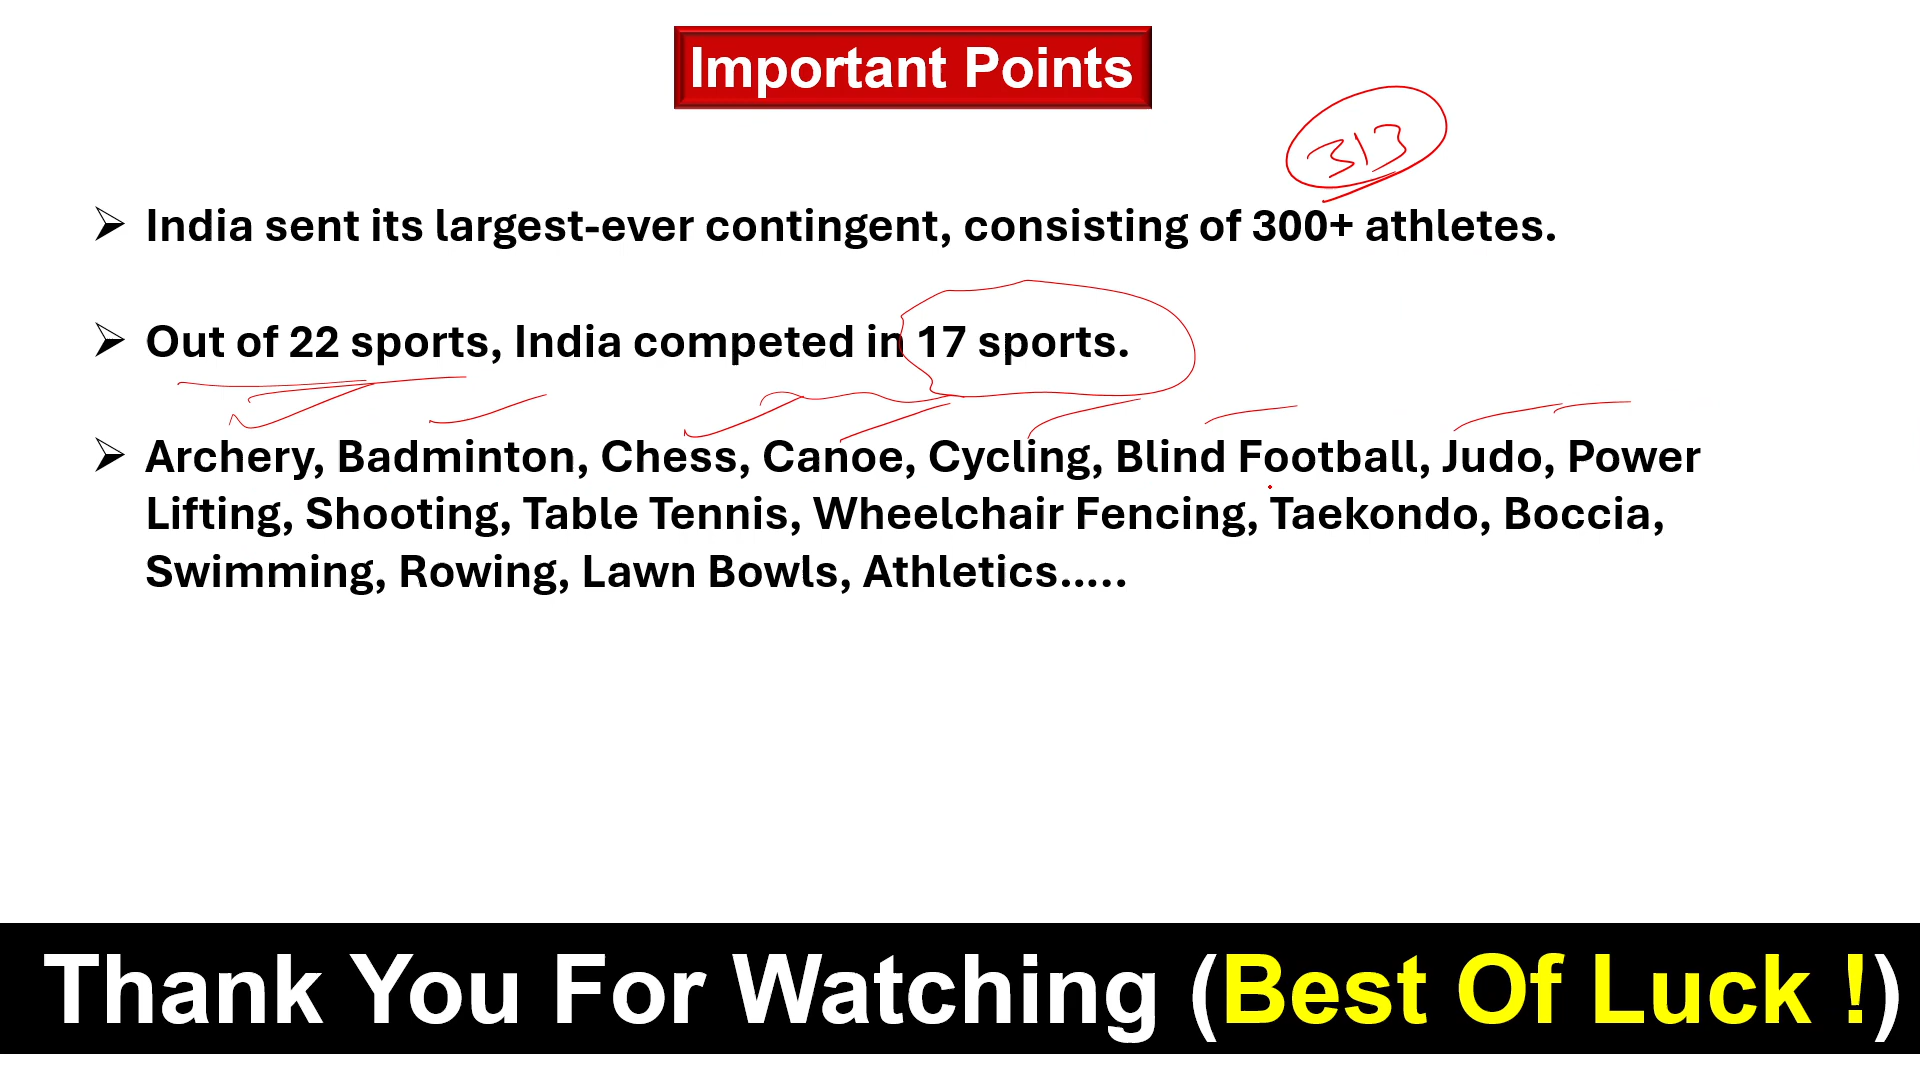 Important Points
313
➢ India sent its largest-ever contingent, consisting of 300+ athletes.
➢ Out of 22 sports, India competed in 17 sports.
➢ Archery, Badminton, Chess, Canoe, Cycling, Blind Football, Judo, Power
Lifting, Shooting, Table Tennis, Wheelchair Fencing, Taekondo, Boccia,
Swimming, Rowing, Lawn Bowls, Athletics.....
Thank You For Watching (Best Of Luck !)